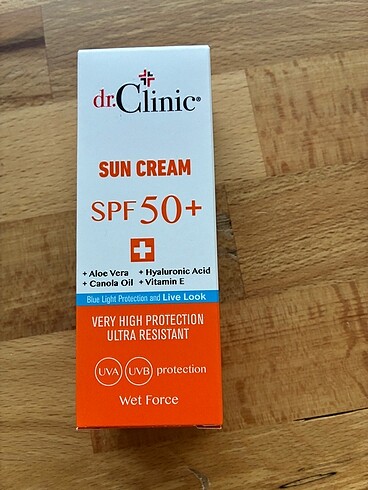 dr.Clinic®
SUN CREAM
SPF 50+
+ Aloe Vera + Hyaluronic Acid
+ Canola Oil + Vitamin E
Blue Light Protection and Live Look
VERY HIGH PROTECTION
ULTRA RESISTANT
UVA UVB protection
Wet Force